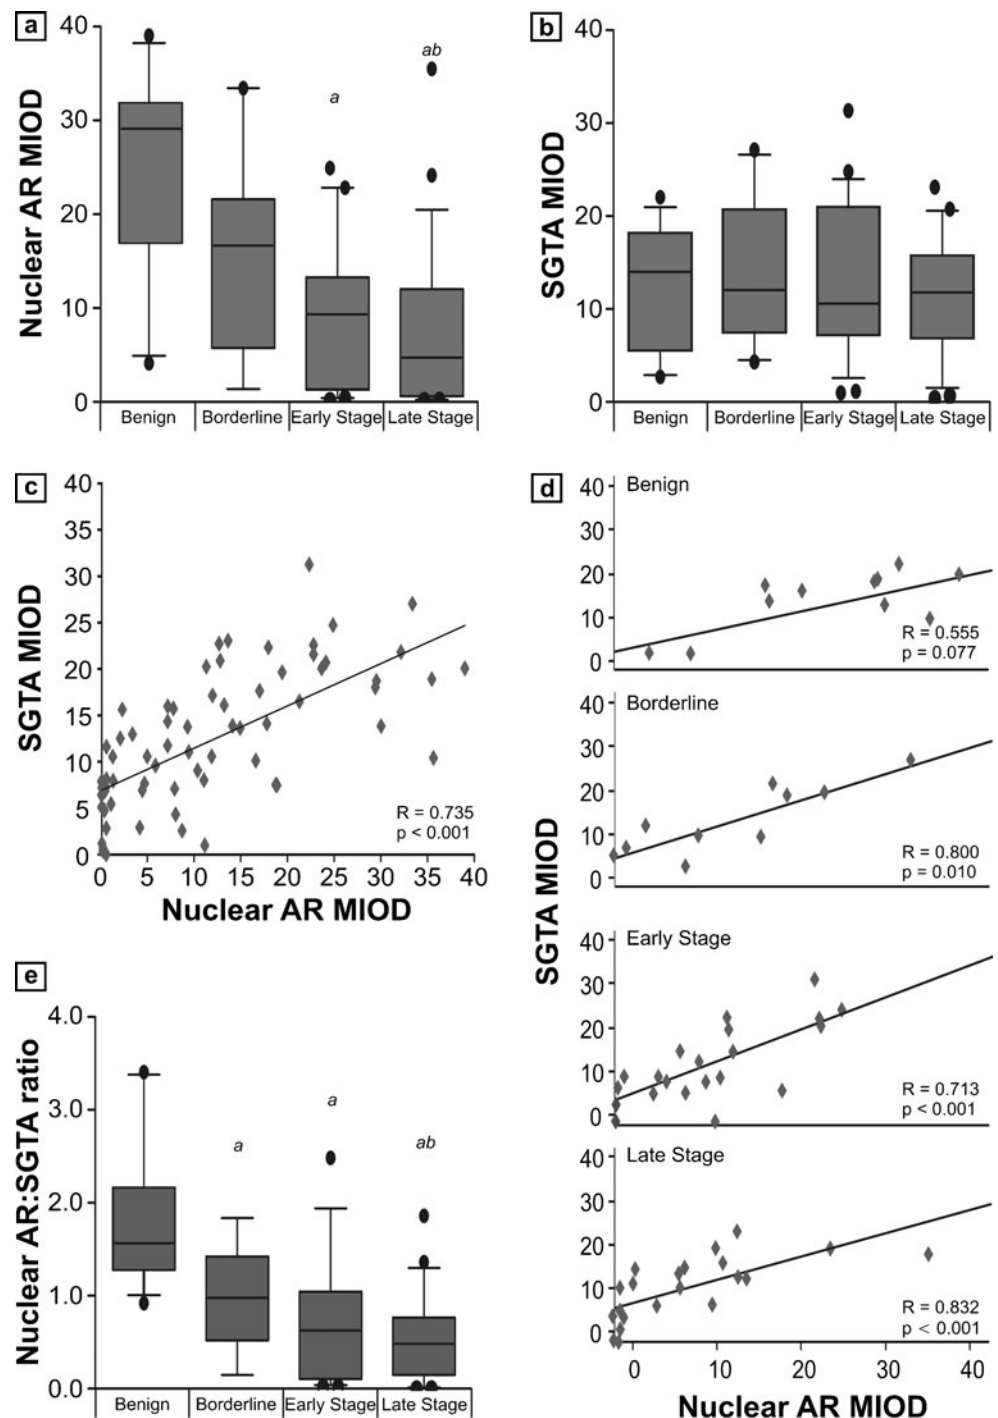 a
Nuclear AR MIOD
40
30
20
10
0
a
ab
Benign Borderline Early Stage Late Stage
b
SGTA MIOD
40
30
20
10
0
Benign Borderline Early Stage Late Stage
c
SGTA MIOD
40
35
30
25
20
15
10
5
0
R = 0.735
p < 0.001
0 5 10 15 20 25 30 35 40
Nuclear AR MIOD
d
SGTA MIOD
Benign
40
30
20
10
0
R = 0.555
p = 0.077
Borderline
40
30
20
10
0
R = 0.800
p = 0.010
Early Stage
40
30
20
10
0
R = 0.713
p < 0.001
Late Stage
40
30
20
10
0
R = 0.832
p < 0.001
0 10 20 30 40
Nuclear AR MIOD
e
Nuclear AR:SGTA ratio
4.0
3.0
2.0
1.0
0.0
a
a
ab
Benign Borderline Early Stage Late Stage